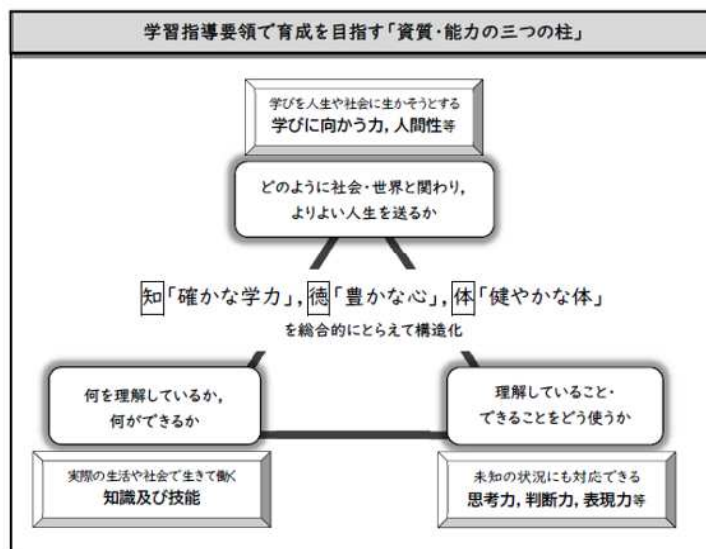 学習指導要領で育成を目指す「資質・能力の三つの柱」
学びを人生や社会に生かそうとする
学びに向かう力，人間性等
どのように社会・世界と関わり，
よりよい人生を送るか
知「確かな学力」，徳「豊かな心」，体「健やかな体」
を総合的にとらえて構造化
何を理解しているか，
何ができるか
理解していること・
できることをどう使うか
実際の生活や社会で生きて働く
知識及び技能
未知の状況にも対応できる
思考力，判断力，表現力等